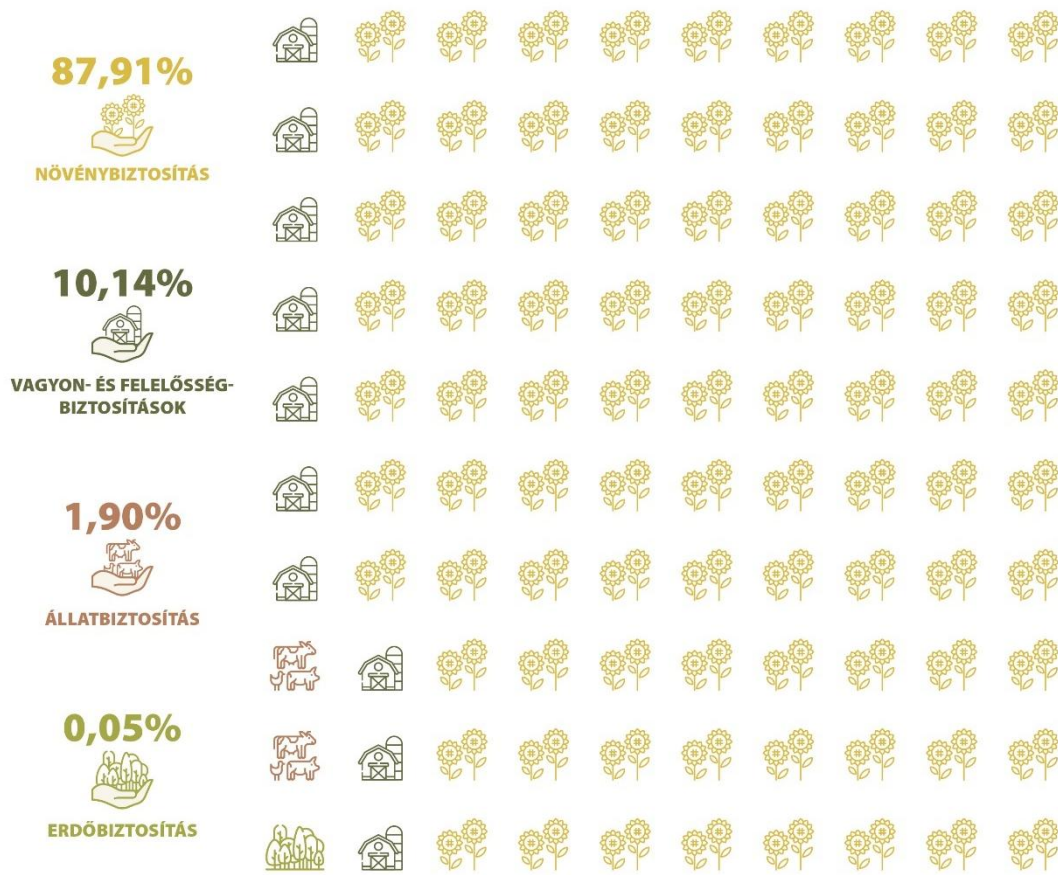 87,91%
NÖVÉNYBIZTOSÍTÁS
10,14%
VAGYON- ÉS FELELŐSSÉG-
BIZTOSÍTÁSOK
1,90%
ÁLLATBIZTOSÍTÁS
0,05%
ERDŐBIZTOSÍTÁS